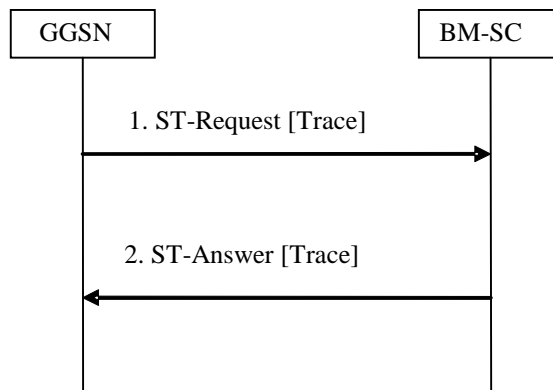 GGSN
BM-SC
1. ST-Request [Trace]
2. ST-Answer [Trace]